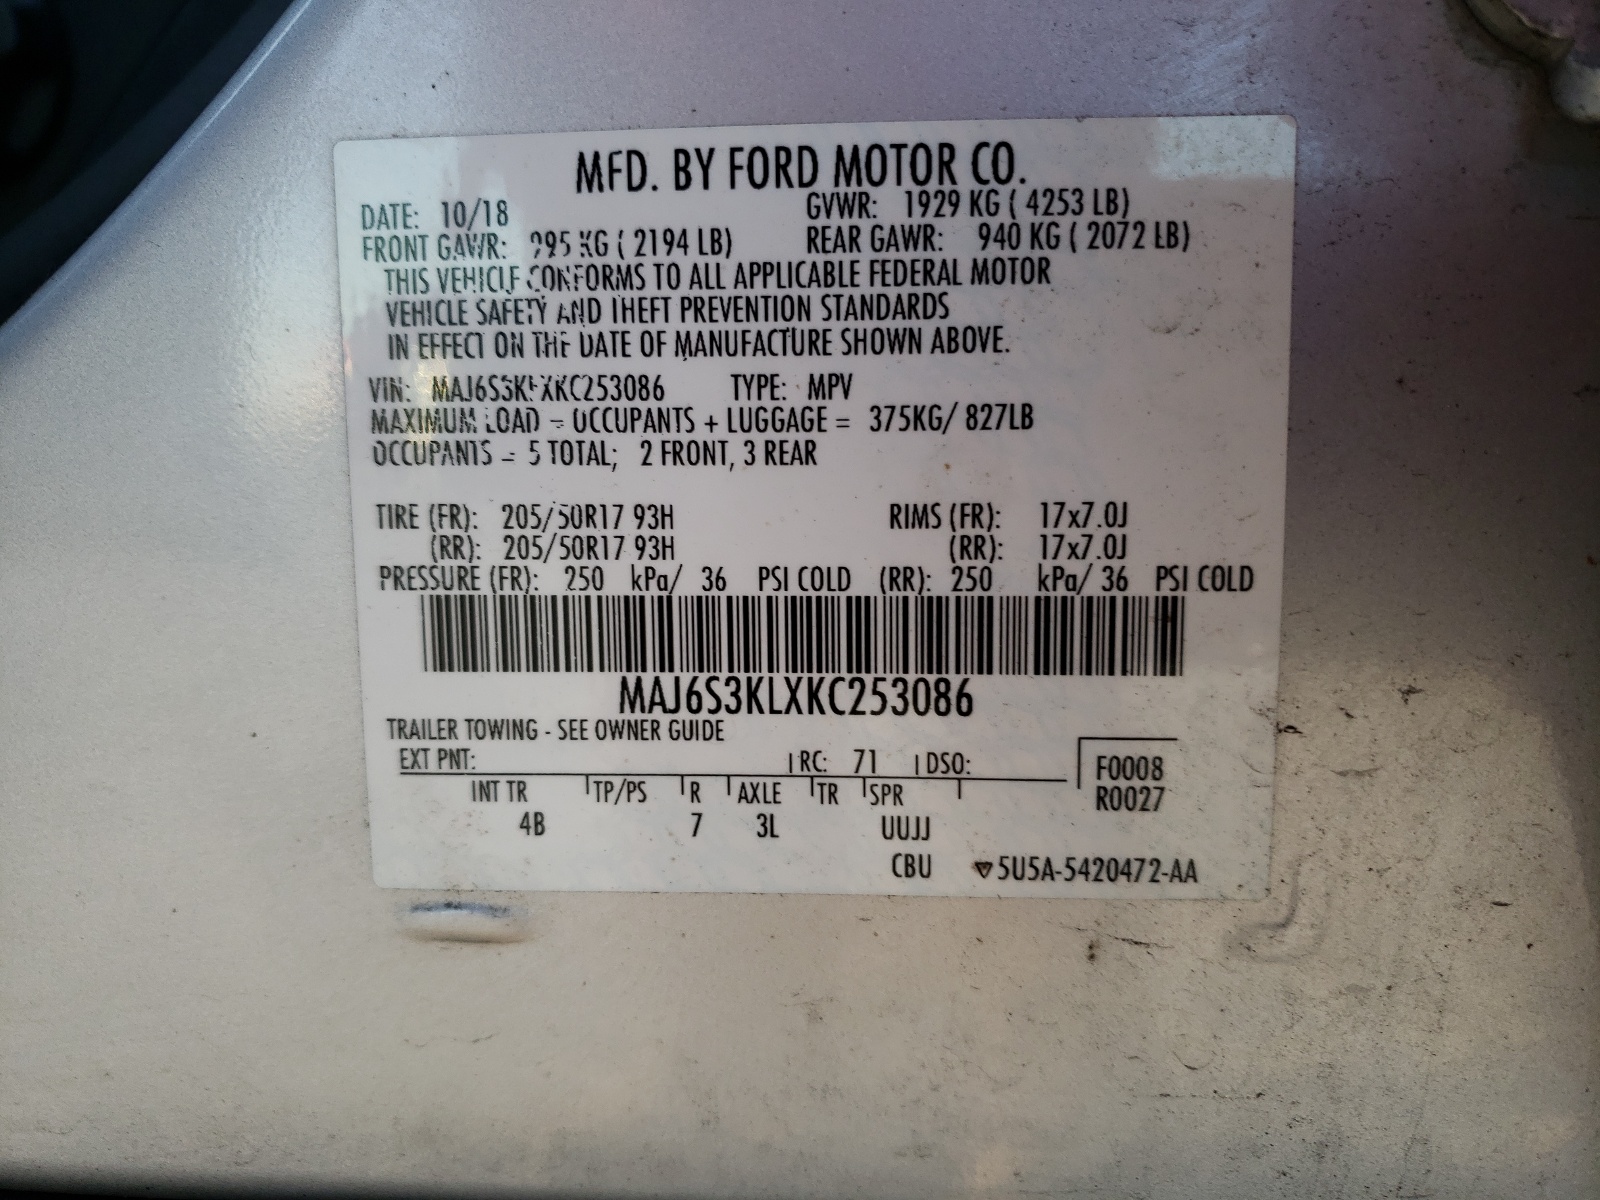 MFD. BY FORD MOTOR CO.
DATE: 10/18 GVWR: 1929 KG ( 4253 LB)
FRONT GAWR: 995 KG ( 2194 LB) REAR GAWR: 940 KG ( 2072 LB)
THIS VEHICLE CONFORMS TO ALL APPLICABLE FEDERAL MOTOR
VEHICLE SAFETY AND THEFT PREVENTION STANDARDS
IN EFFECT ON THE DATE OF MANUFACTURE SHOWN ABOVE.
VIN: MAJ6S3KLXKC253086 TYPE: MPV
MAXIMUM LOAD = OCCUPANTS + LUGGAGE = 375KG/ 827LB
OCCUPANTS = 5 TOTAL; 2 FRONT, 3 REAR
TIRE (FR): 205/50R17 93H RIMS (FR): 17x7.0J
(RR): 205/50R17 93H (RR): 17x7.0J
PRESSURE (FR): 250 kPa/ 36 PSI COLD (RR): 250 kPa/ 36 PSI COLD
MAJ6S3KLXKC253086
TRAILER TOWING - SEE OWNER GUIDE
EXT PNT: RC: 71 DSO: F0008
INT TR TP/PS R AXLE TR SPR R0027
4B 7 3L UUJJ
CBU 5U5A-5420472-AA